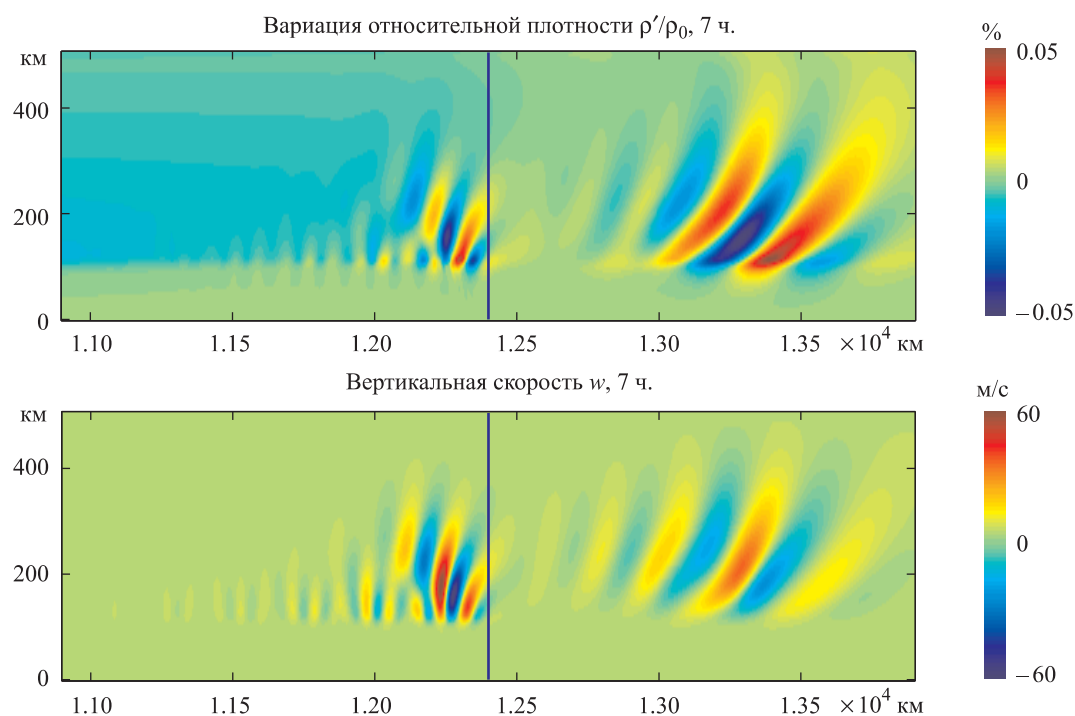 Вариация относительной плотности ρ′/ρ₀, 7 ч.
км
400
200
0
1.10 1.15 1.20 1.25 1.30 1.35 ×10⁴ км
%
0.05
0
−0.05
Вертикальная скорость w, 7 ч.
км
400
200
0
1.10 1.15 1.20 1.25 1.30 1.35 ×10⁴ км
м/с
60
0
−60